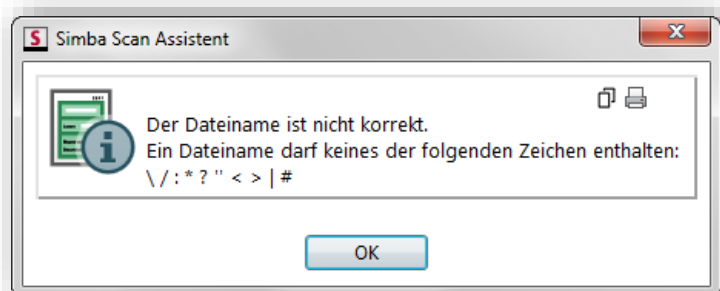 S Simba Scan Assistent
Der Dateiname ist nicht korrekt.
Ein Dateiname darf keines der folgenden Zeichen enthalten:
\ / : * ? " < > | #
OK